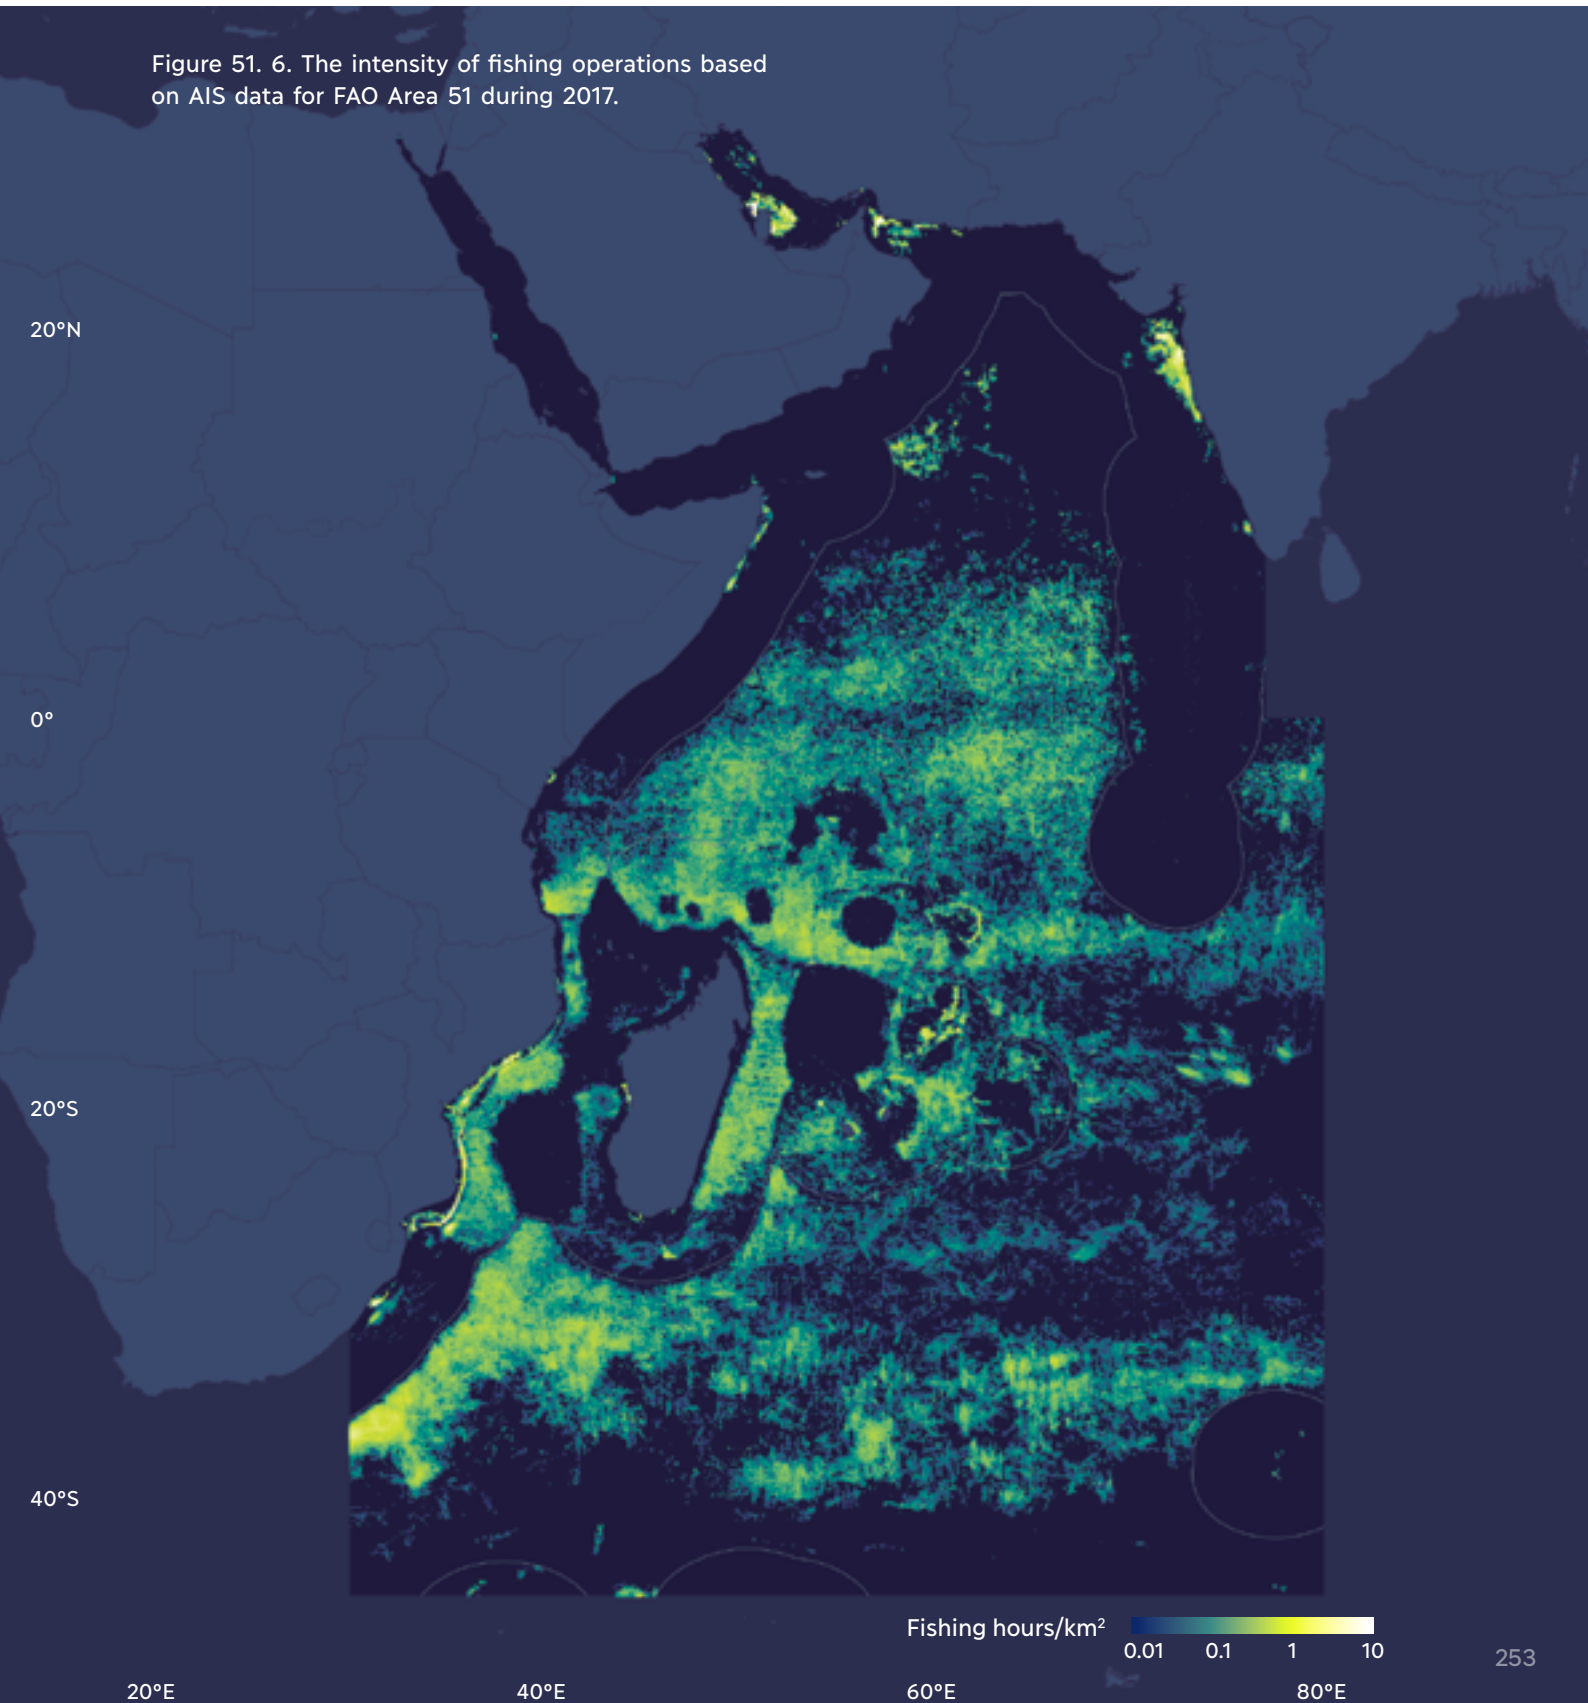 Figure 51. 6. The intensity of fishing operations based
on AIS data for FAO Area 51 during 2017.
20°N
0°
20°S
40°S
Fishing hours/km²
0.01 0.1 1 10
253
20°E 40°E 60°E 80°E